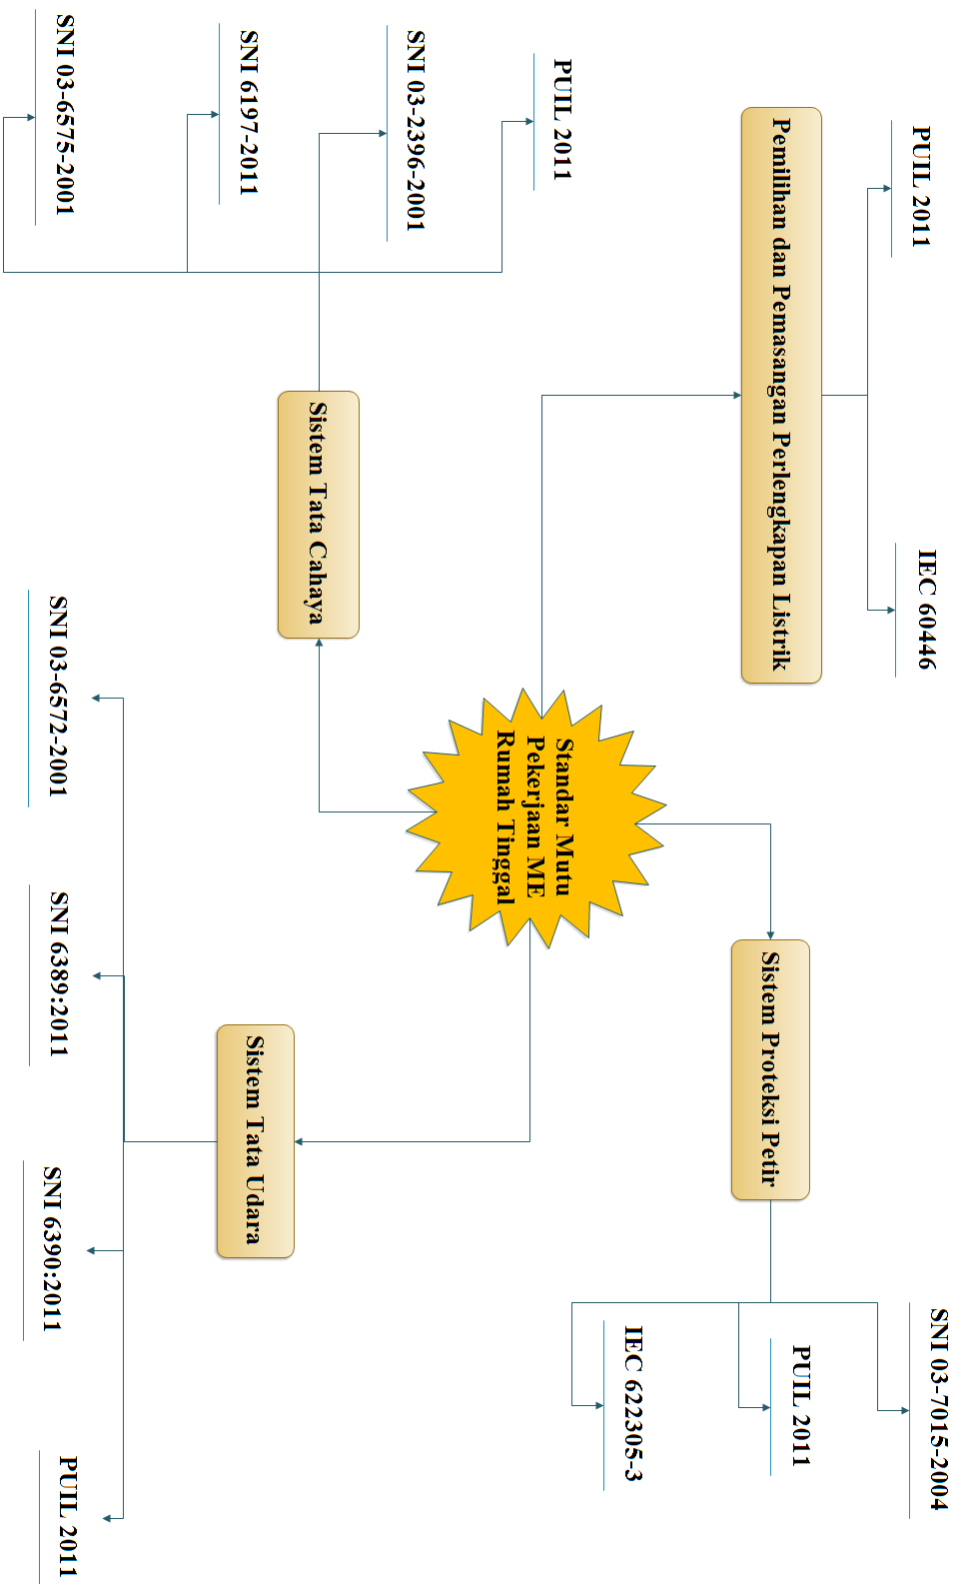 PUIL 2011
IEC 60446
Pemilihan dan Pemasangan Perlengkapan Listrik
SNI 03-7015-2004
PUIL 2011
IEC 622305-3
Sistem Proteksi Petir
Standar Mutu
Pekerjaan ME
Rumah Tinggal
PUIL 2011
SNI 03-2396-2001
SNI 6197-2011
SNI 03-6575-2001
Sistem Tata Cahaya
Sistem Tata Udara
SNI 03-6572-2001
SNI 6389:2011
SNI 6390:2011
PUIL 2011